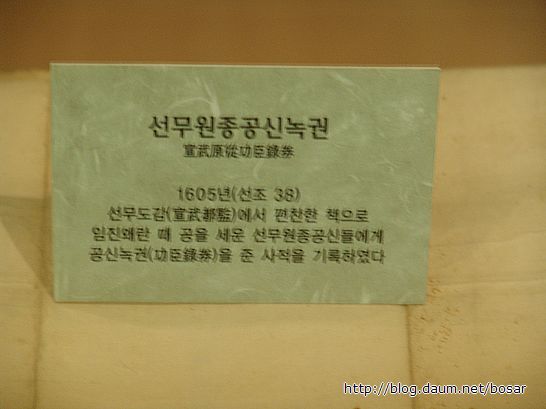 선무원종공신녹권
宣武原從功臣錄券
1605년(선조 38)
선무도감(宣武都監)에서 편찬한 책으로
임진왜란 때 공을 세운 선무원종공신들에게
공신녹권(功臣錄券)을 준 사적을 기록하였다
http://blog.daum.net/bosar